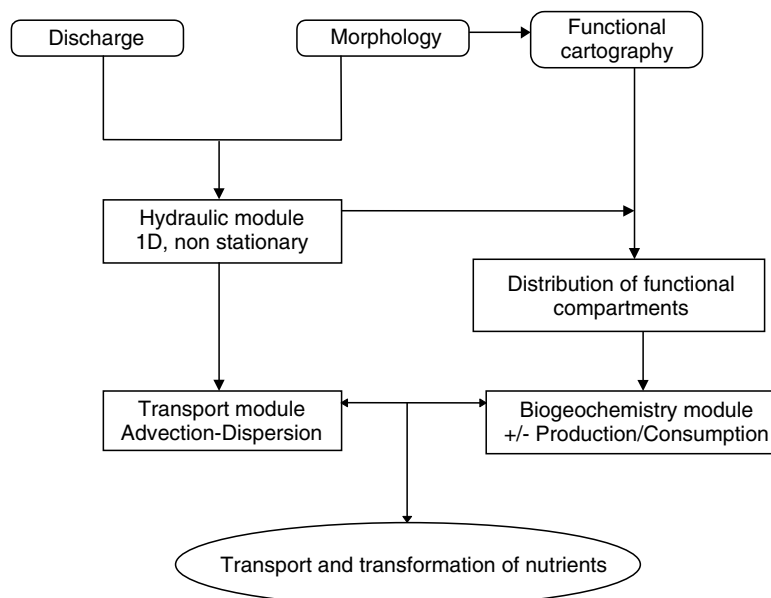 Discharge
Morphology
Functional
cartography
Hydraulic module
1D, non stationary
Distribution of functional
compartments
Transport module
Advection-Dispersion
Biogeochemistry module
+/- Production/Consumption
Transport and transformation of nutrients